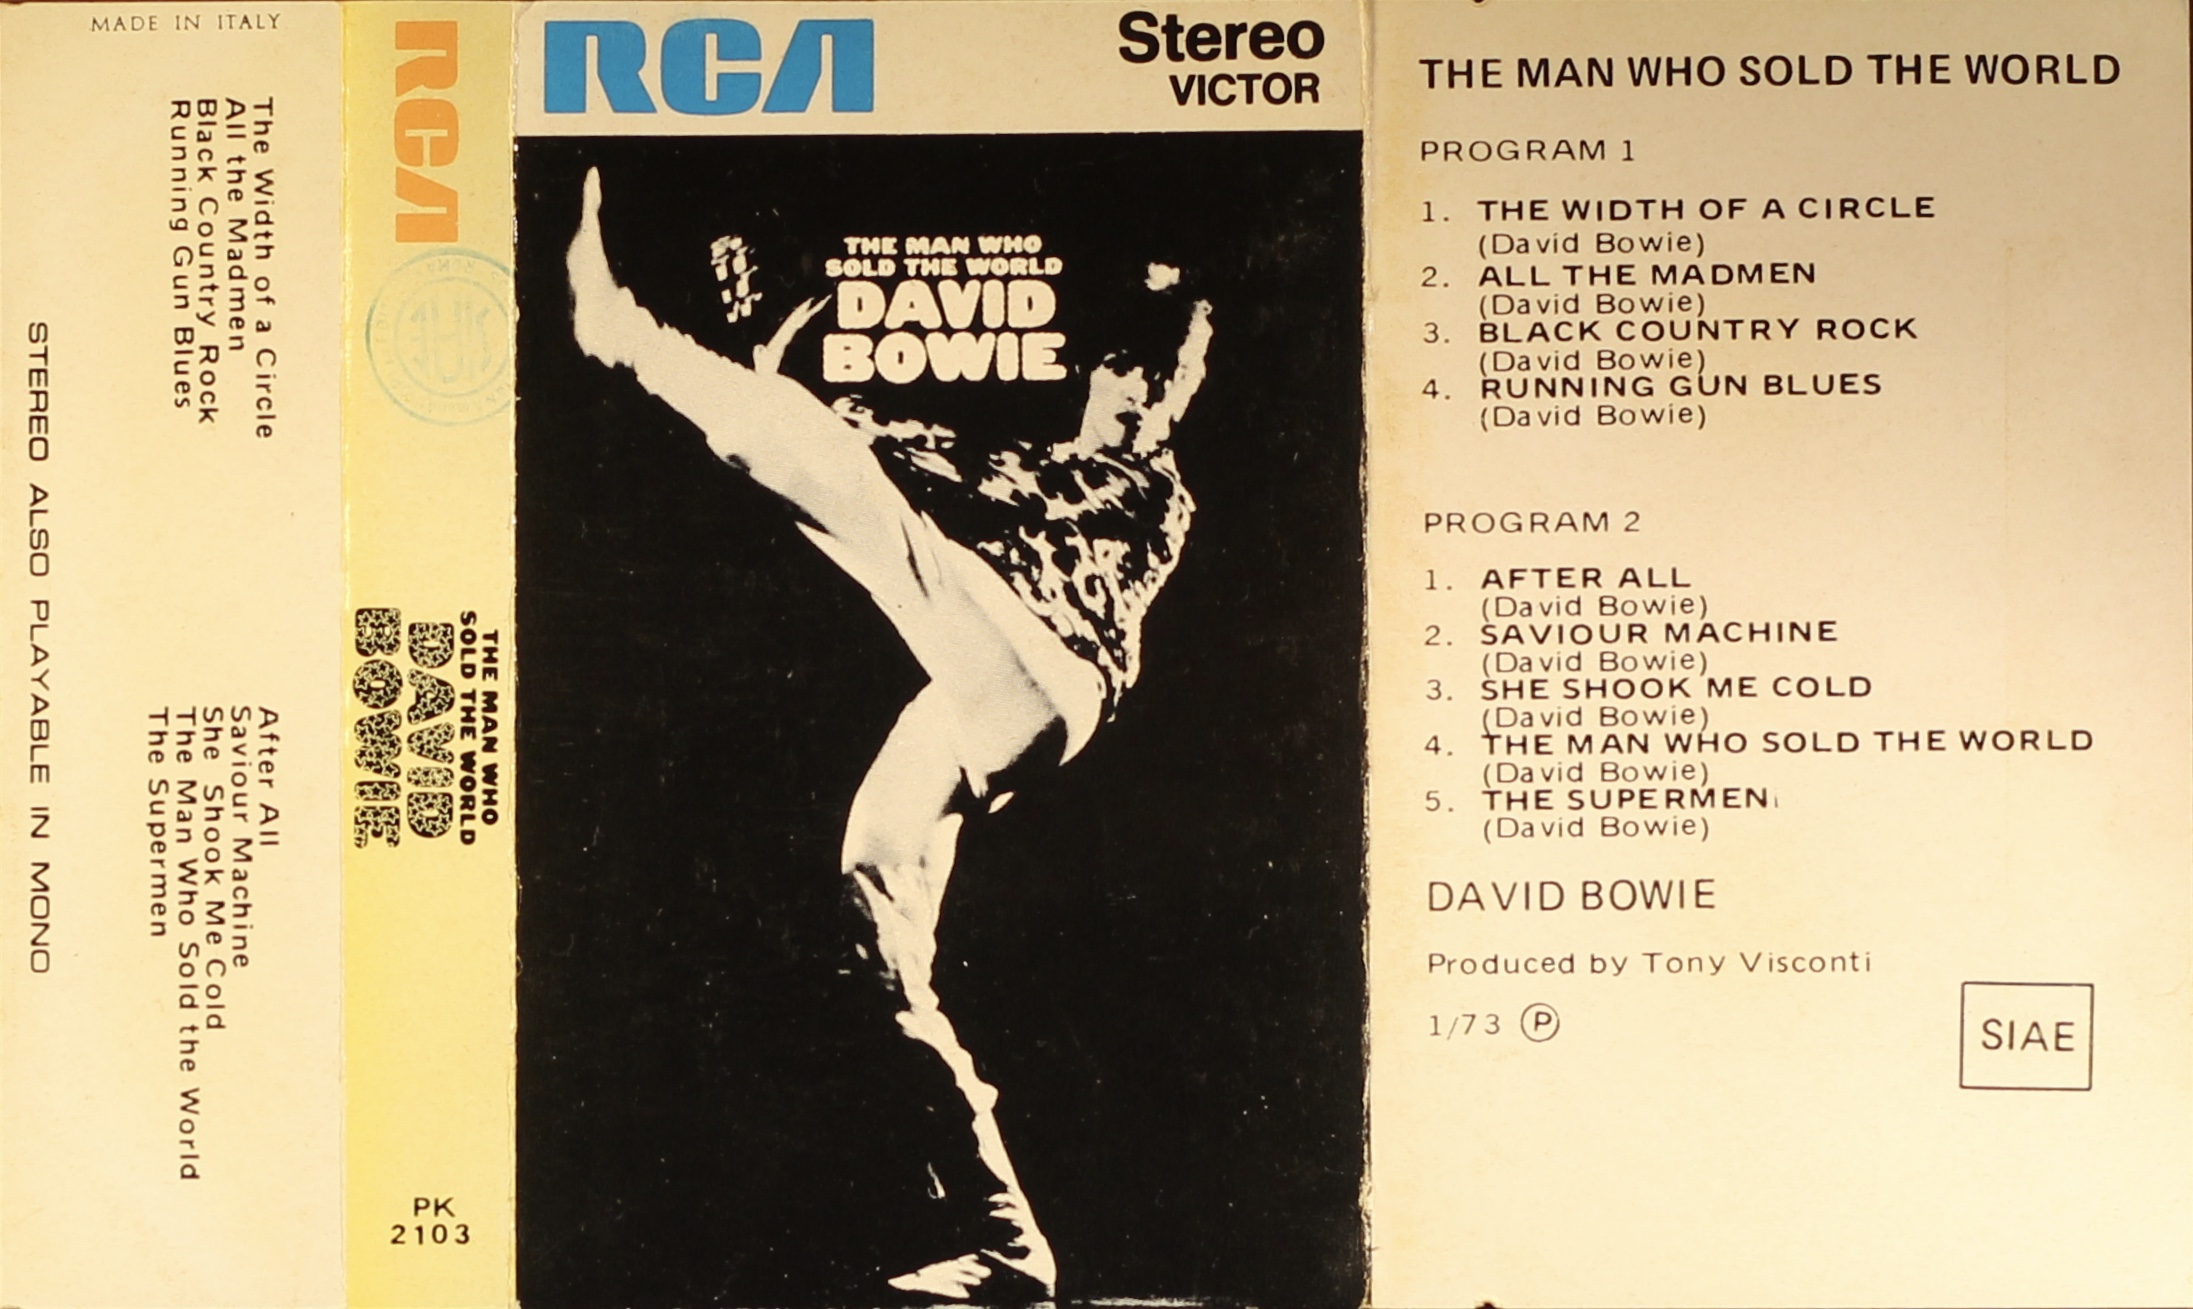 MADE IN ITALY
The Width of a Circle
All the Madmen
Black Country Rock
Running Gun Blues
After All
Saviour Machine
She Shook Me Cold
The Man Who Sold the World
The Supermen
STEREO ALSO PLAYABLE IN MONO
RCA
THE MAN WHO
SOLD THE WORLD
DAVID
BOWIE
PK
2103
RCA
Stereo
VICTOR
THE MAN WHO
SOLD THE WORLD
DAVID
BOWIE
THE MAN WHO SOLD THE WORLD
PROGRAM 1
1. THE WIDTH OF A CIRCLE
(David Bowie)
2. ALL THE MADMEN
(David Bowie)
3. BLACK COUNTRY ROCK
(David Bowie)
4. RUNNING GUN BLUES
(David Bowie)
PROGRAM 2
1. AFTER ALL
(David Bowie)
2. SAVIOUR MACHINE
(David Bowie)
3. SHE SHOOK ME COLD
(David Bowie)
4. THE MAN WHO SOLD THE WORLD
(David Bowie)
5. THE SUPERMEN
(David Bowie)
DAVID BOWIE
Produced by Tony Visconti
1/73 Ⓟ
SIAE